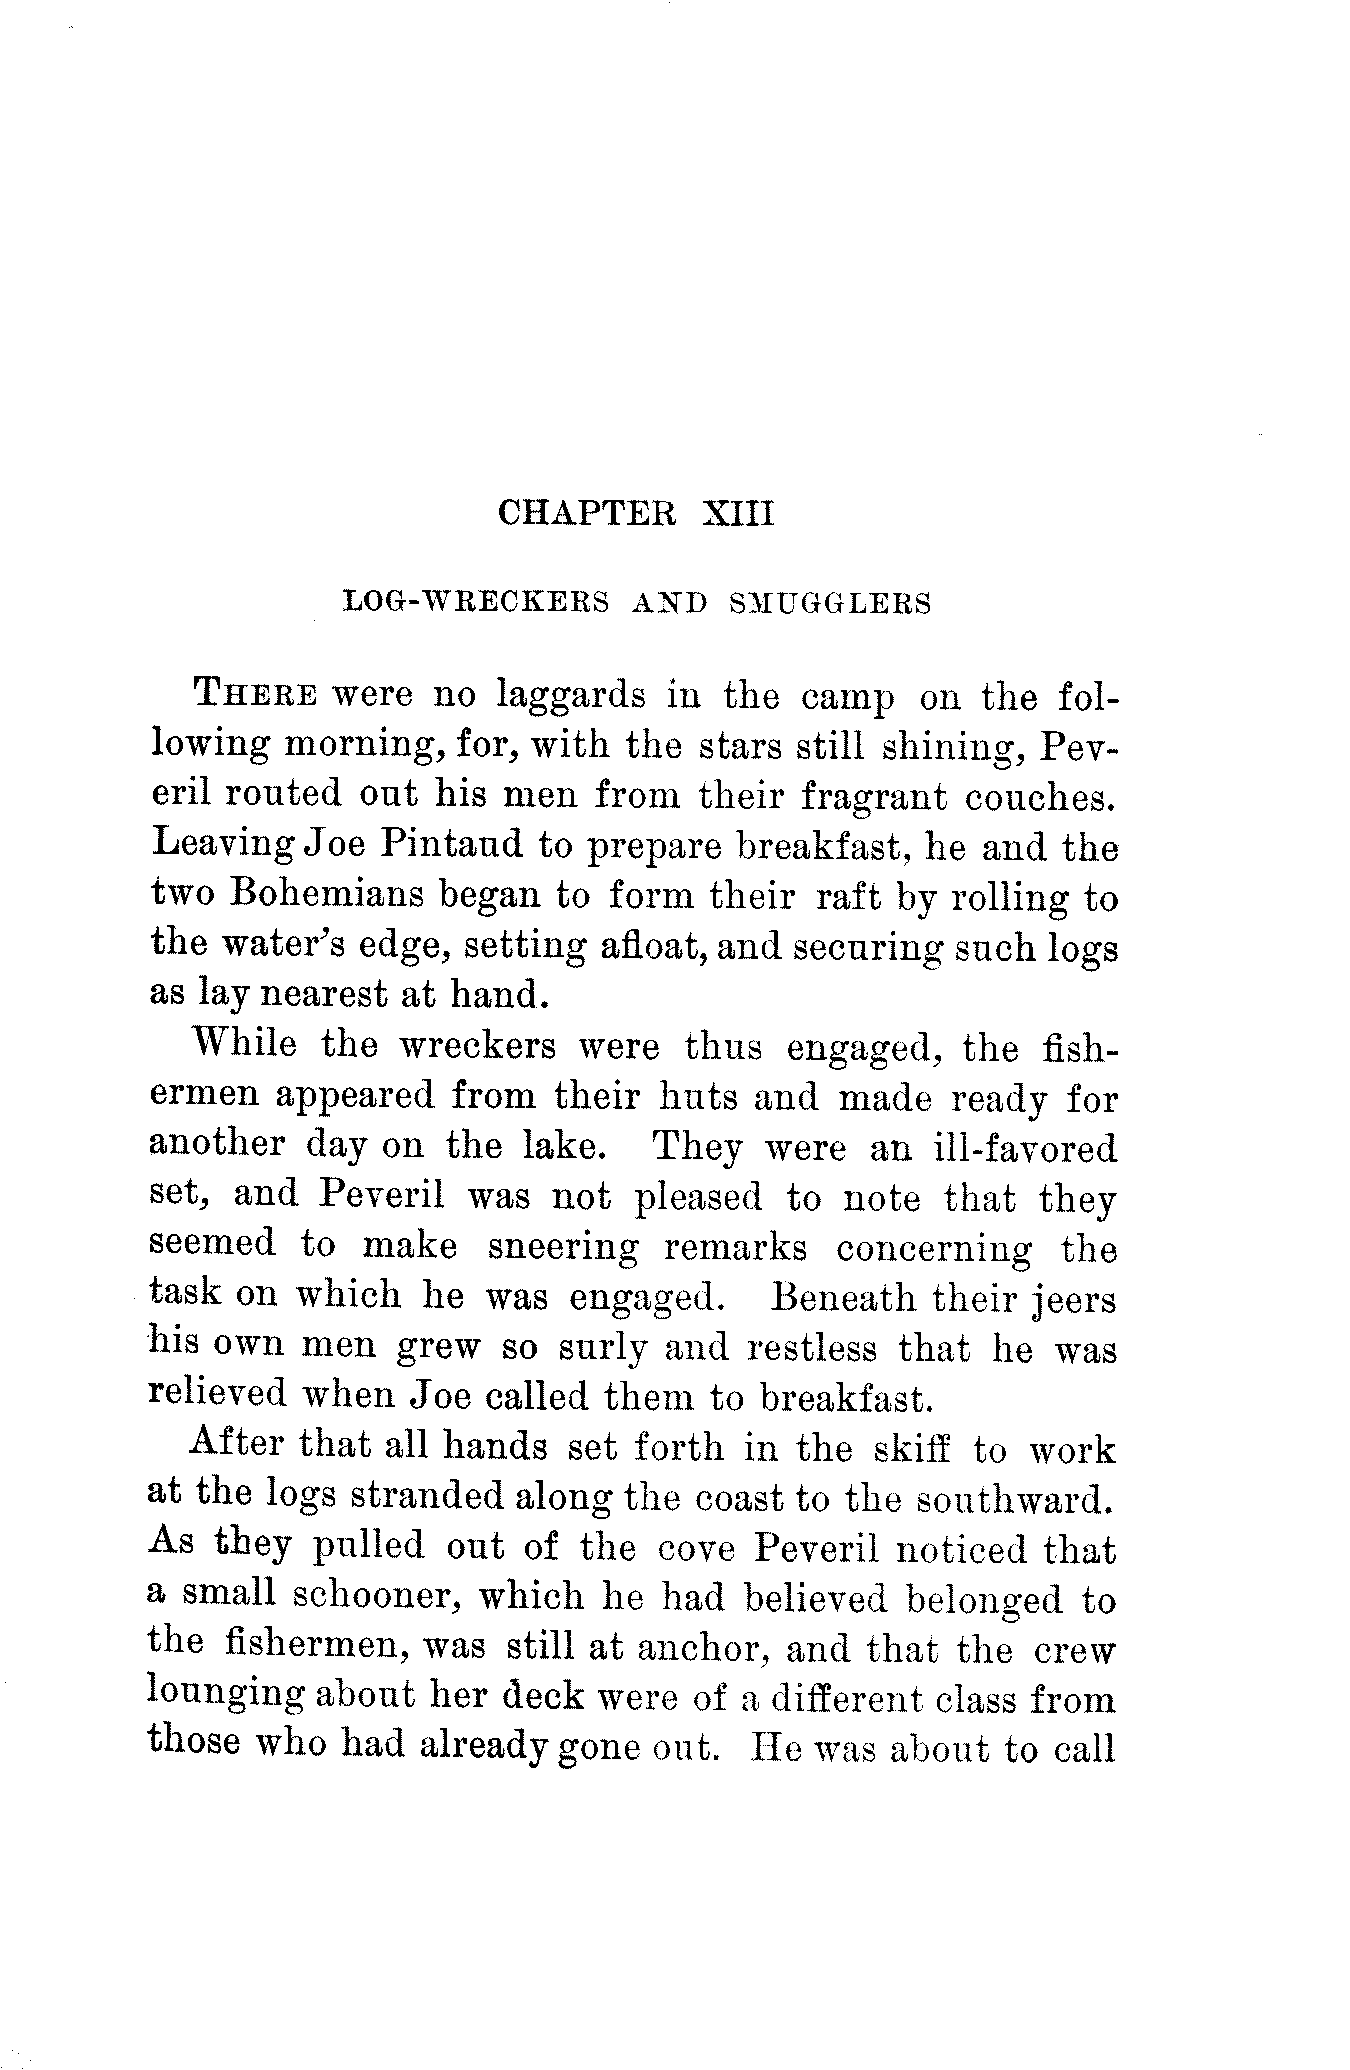 CHAPTER XIII
LOG-WRECKERS AND SMUGGLERS
THERE were no laggards in the camp on the fol-
lowing morning, for, with the stars still shining, Pev-
eril routed out his men from their fragrant couches.
Leaving Joe Pintaud to prepare breakfast, he and the
two Bohemians began to form their raft by rolling to
the water's edge, setting afloat, and securing such logs
as lay nearest at hand.
While the wreckers were thus engaged, the fish-
ermen appeared from their huts and made ready for
another day on the lake. They were an ill-favored
set, and Peveril was not pleased to note that they
seemed to make sneering remarks concerning the
task on which he was engaged. Beneath their jeers
his own men grew so surly and restless that he was
relieved when Joe called them to breakfast.
After that all hands set forth in the skiff to work
at the logs stranded along the coast to the southward.
As they pulled out of the cove Peveril noticed that
a small schooner, which he had believed belonged to
the fishermen, was still at anchor, and that the crew
lounging about her deck were of a different class from
those who had already gone out. He was about to call